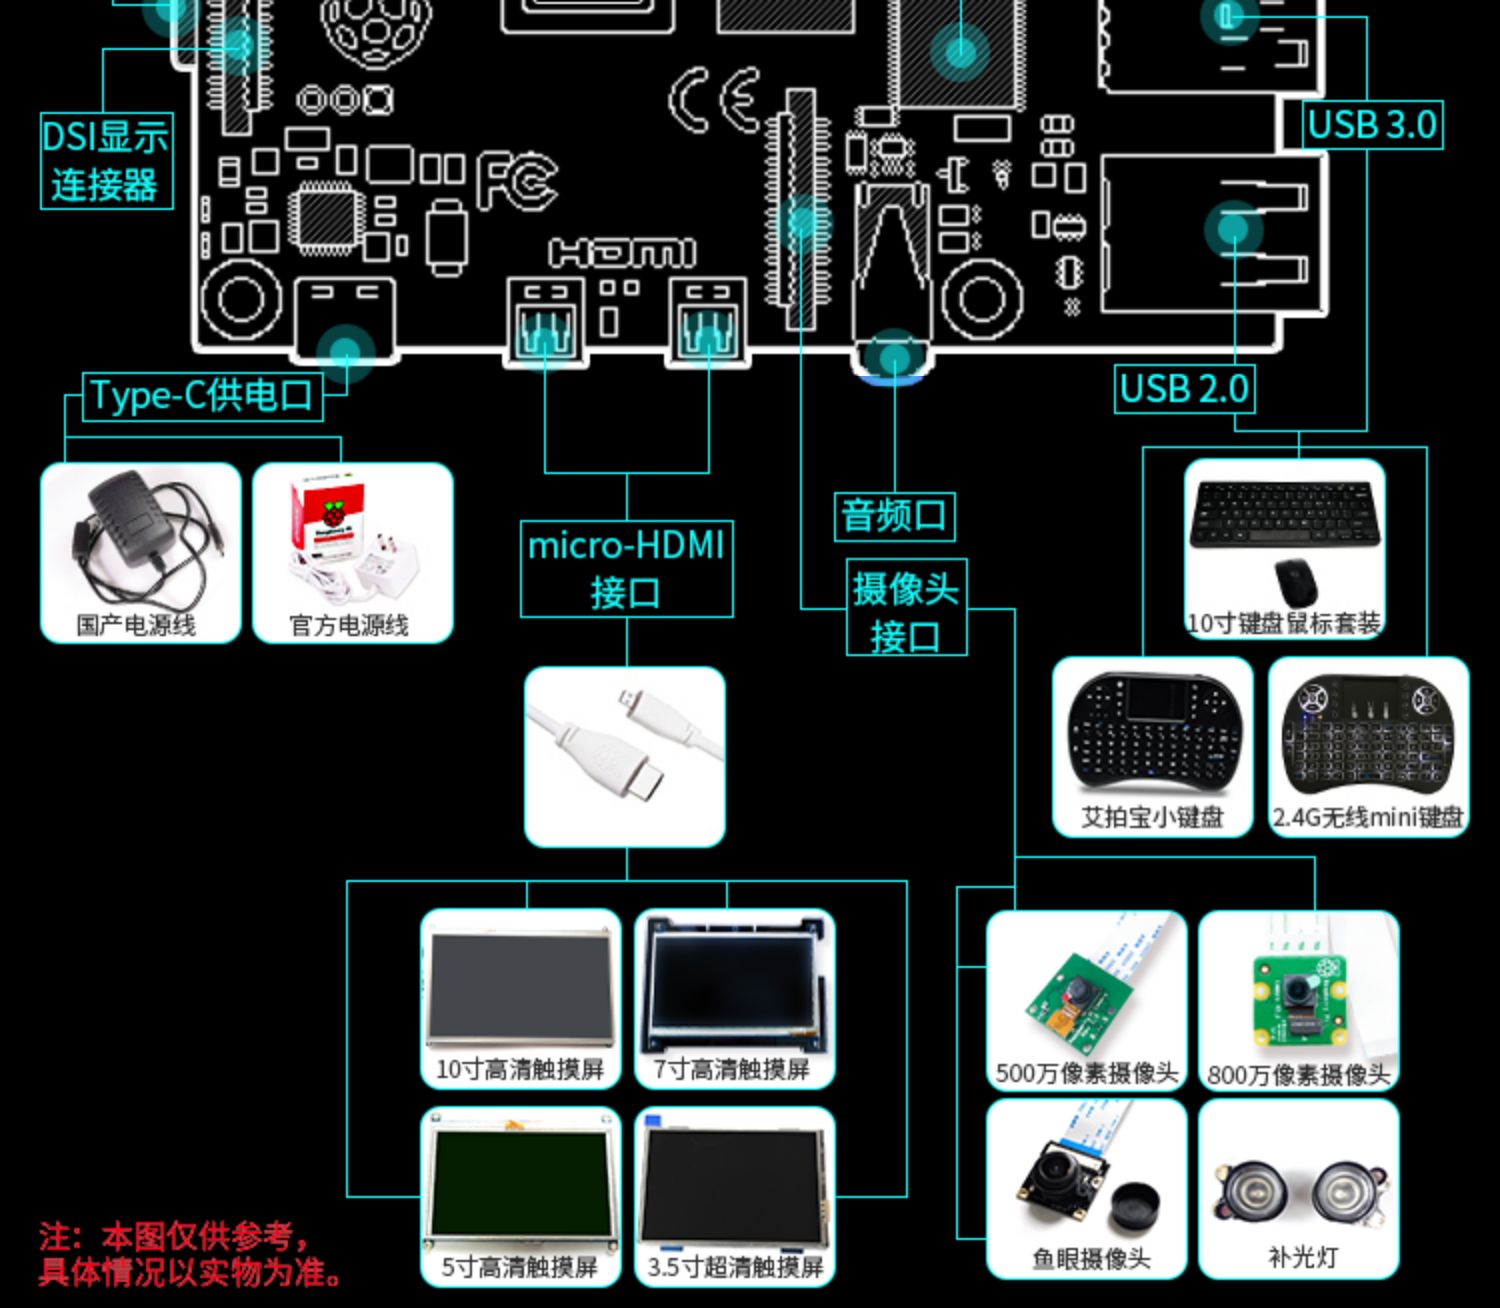 DSI显示
连接器
USB 3.0
FC
HDMI
Type-C供电口
USB 2.0
音频口
micro-HDMI
接口
摄像头
接口
国产电源线
官方电源线
10寸键盘鼠标套装
艾拍宝小键盘
2.4G无线mini键盘
10寸高清触摸屏
7寸高清触摸屏
500万像素摄像头
800万像素摄像头
5寸高清触摸屏
3.5寸超清触摸屏
鱼眼摄像头
补光灯
注：本图仅供参考，
具体情况以实物为准。